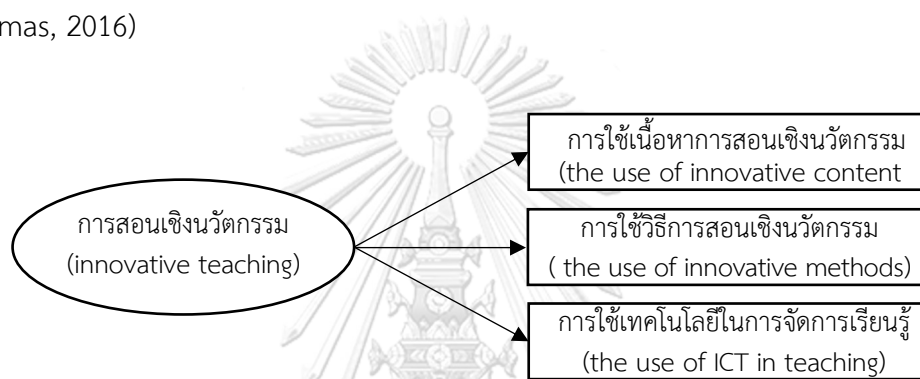 mas, 2016)
การใช้เนื้อหาการสอนเชิงนวัตกรรม
(the use of innovative content
การสอนเชิงนวัตกรรม
(innovative teaching)
การใช้วิธีการสอนเชิงนวัตกรรม
( the use of innovative methods)
การใช้เทคโนโลยีในการจัดการเรียนรู้
(the use of ICT in teaching)